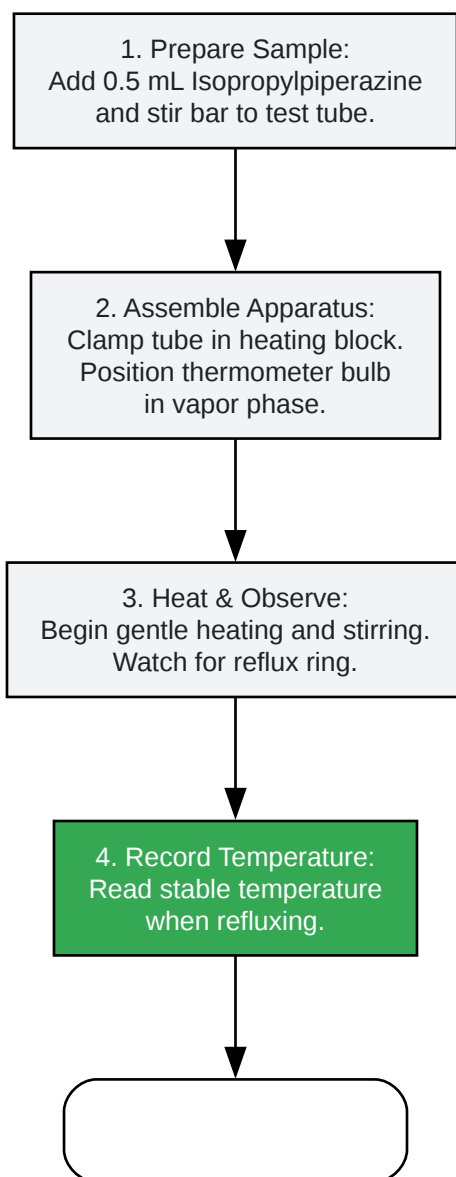 1. Prepare Sample:
Add 0.5 mL Isopropylpiperazine
and stir bar to test tube.
2. Assemble Apparatus:
Clamp tube in heating block.
Position thermometer bulb
in vapor phase.
3. Heat & Observe:
Begin gentle heating and stirring.
Watch for reflux ring.
4. Record Temperature:
Read stable temperature
when refluxing.